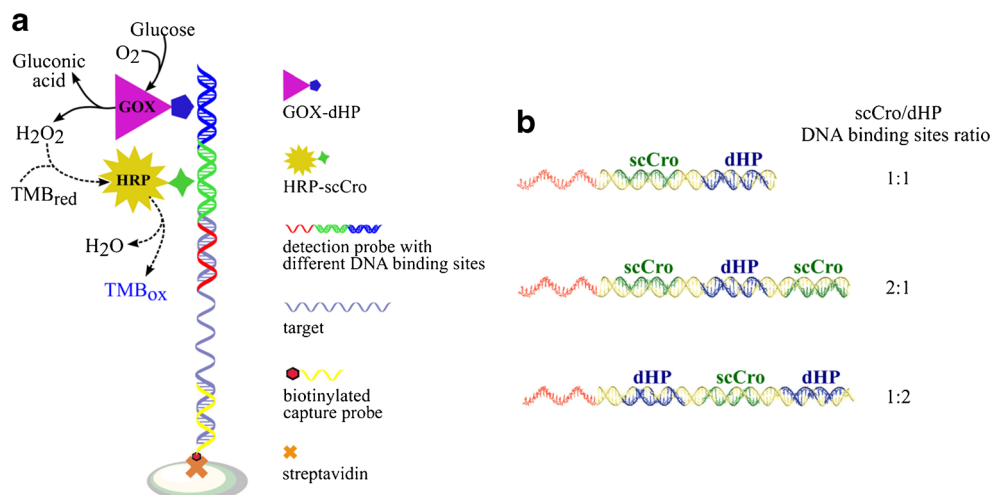 a
Glucose
O2
Gluconic
acid
GOX
H2O2
HRP
TMBred
H2O
TMBox
GOX-dHP
HRP-scCro
detection probe with
different DNA binding sites
target
biotinylated
capture probe
streptavidin
b
scCro/dHP
DNA binding sites ratio
scCro dHP
1:1
scCro dHP scCro
2:1
dHP scCro dHP
1:2